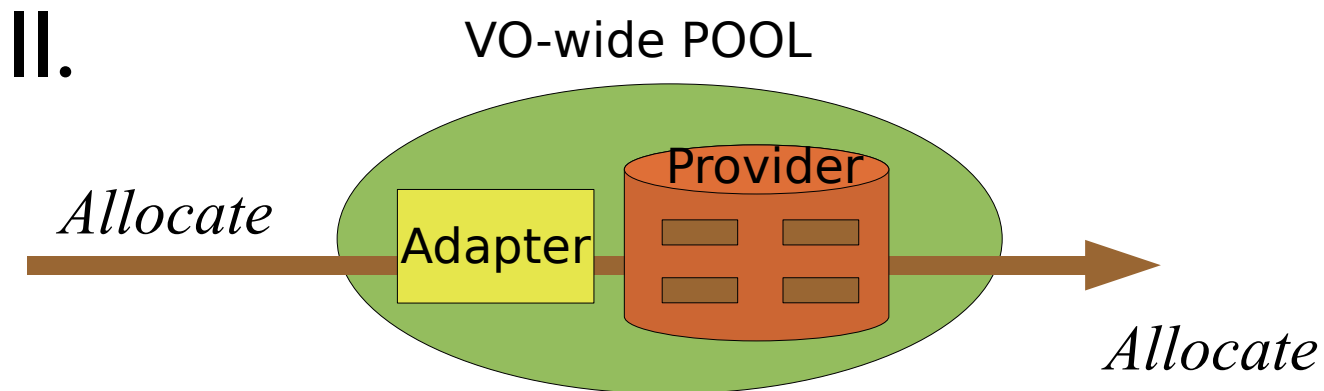 II.
VO-wide POOL
Provider
Allocate
Adapter
Allocate